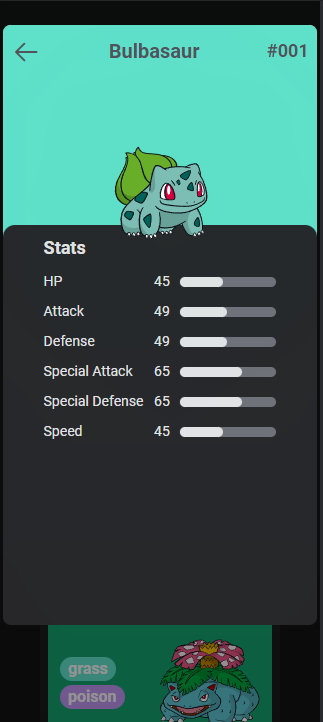 Bulbasaur #001
Stats
HP 45
Attack 49
Defense 49
Special Attack 65
Special Defense 65
Speed 45
grass
poison